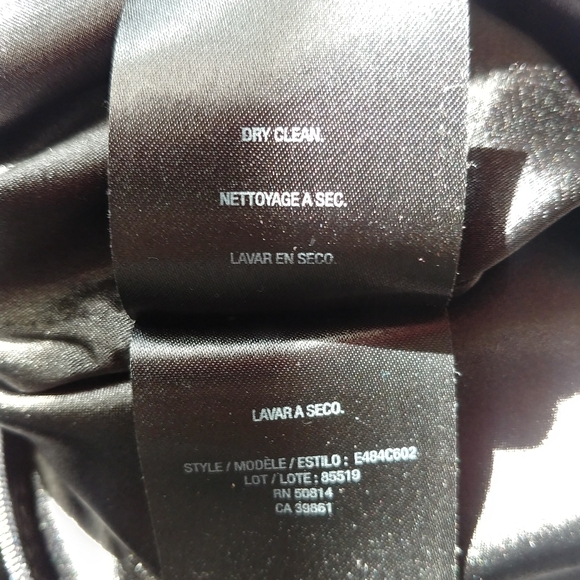 DRY CLEAN.
NETTOYAGE A SEC.
LAVAR EN SECO.
LAVAR A SECO.
STYLE / MODÈLE / ESTILO : E484C602
LOT / LOTE : 85519
RN 50814
CA 39861